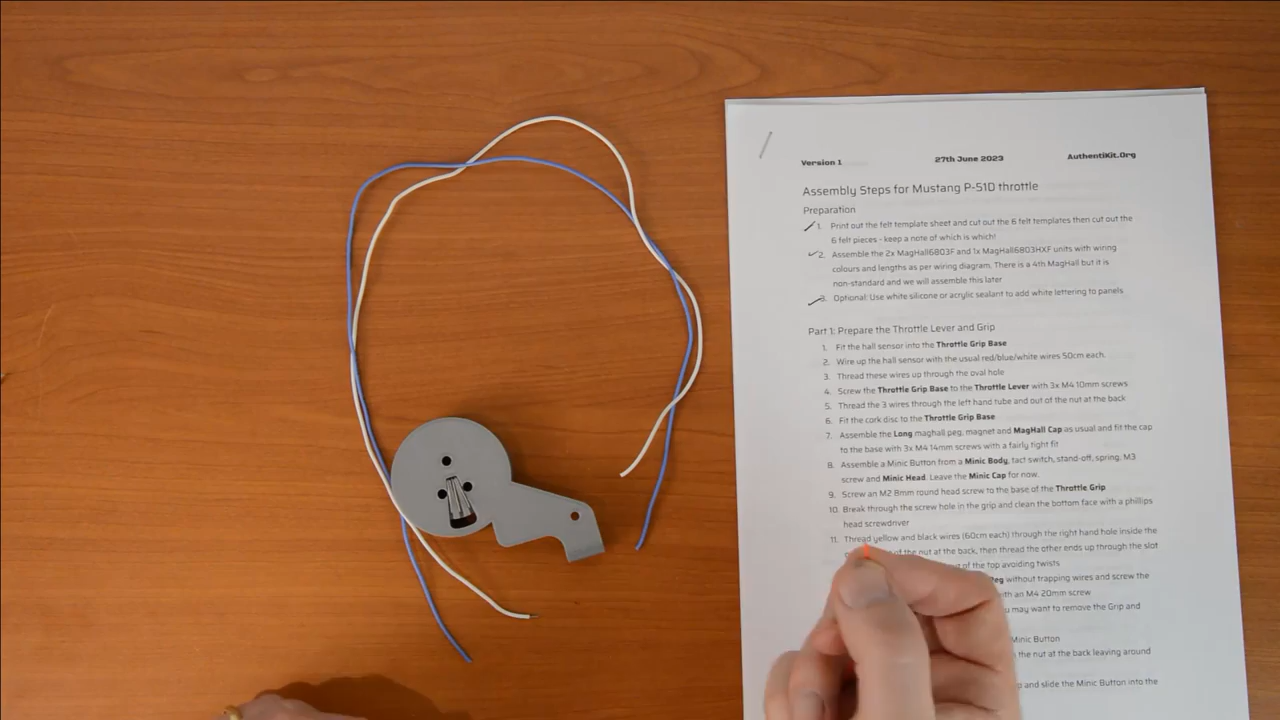 Version 1 27th June 2023 AuthentiKit.Org
Assembly Steps for Mustang P-51D throttle
Preparation
1. Print out the felt template sheet and cut out the 6 felt templates then cut out the
6 felt pieces - keep a note of which is which!
2. Assemble the 2x MagHall6803F and 1x MagHall6803HXF units with wiring
colours and lengths as per wiring diagram. There is a 4th MagHall but it is
non-standard and we will assemble this later
3. Optional: Use white silicone or acrylic sealant to add white lettering to panels
Part 1: Prepare the Throttle Lever and Grip
1. Fit the hall sensor into the Throttle Grip Base
2. Wire up the hall sensor with the usual red/blue/white wires 50cm each.
3. Thread these wires up through the oval hole
4. Screw the Throttle Grip Base to the Throttle Lever with 3x M4 10mm screws
5. Thread the 3 wires through the left hand tube and out of the nut at the back
6. Fit the cork disc to the Throttle Grip Base
7. Assemble the Long maghall peg, magnet and MagHall Cap as usual and fit the cap
to the base with 3x M4 14mm screws with a fairly tight fit
8. Assemble a Minic Button from a Minic Body, tact switch, stand-off, spring, M3
screw and Minic Head. Leave the Minic Cap for now.
9. Screw an M2 8mm round head screw to the base of the Throttle Grip
10. Break through the screw hole in the grip and clean the bottom face with a phillips
head screwdriver
11. Thread yellow and black wires (60cm each) through the right hand hole inside the
of the nut at the back, then thread the other ends up through the slot
of the top avoiding twists
without trapping wires and screw the
with an M4 20mm screw
may want to remove the Grip and
Minic Button
the nut at the back leaving around
and slide the Minic Button into the